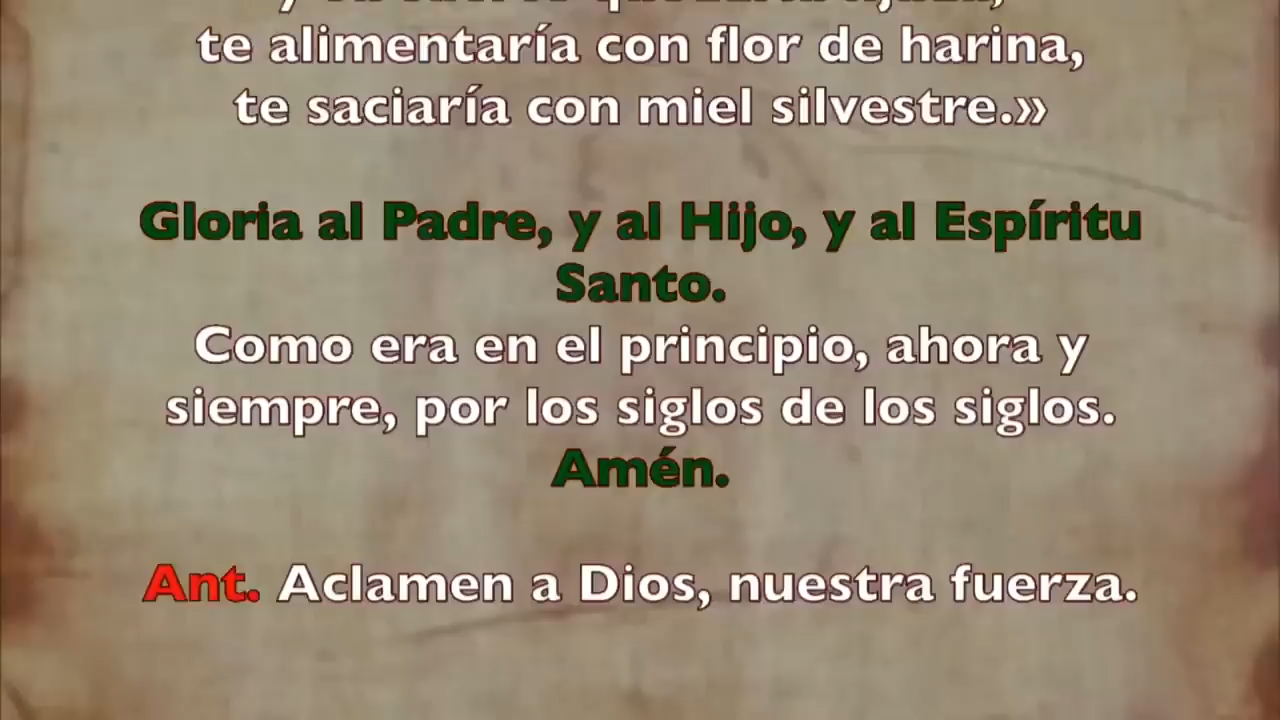 te alimentaría con flor de harina,
te saciaría con miel silvestre.»
Gloria al Padre, y al Hijo, y al Espíritu
Santo.
Como era en el principio, ahora y
siempre, por los siglos de los siglos.
Amén.
Ant. Aclamen a Dios, nuestra fuerza.